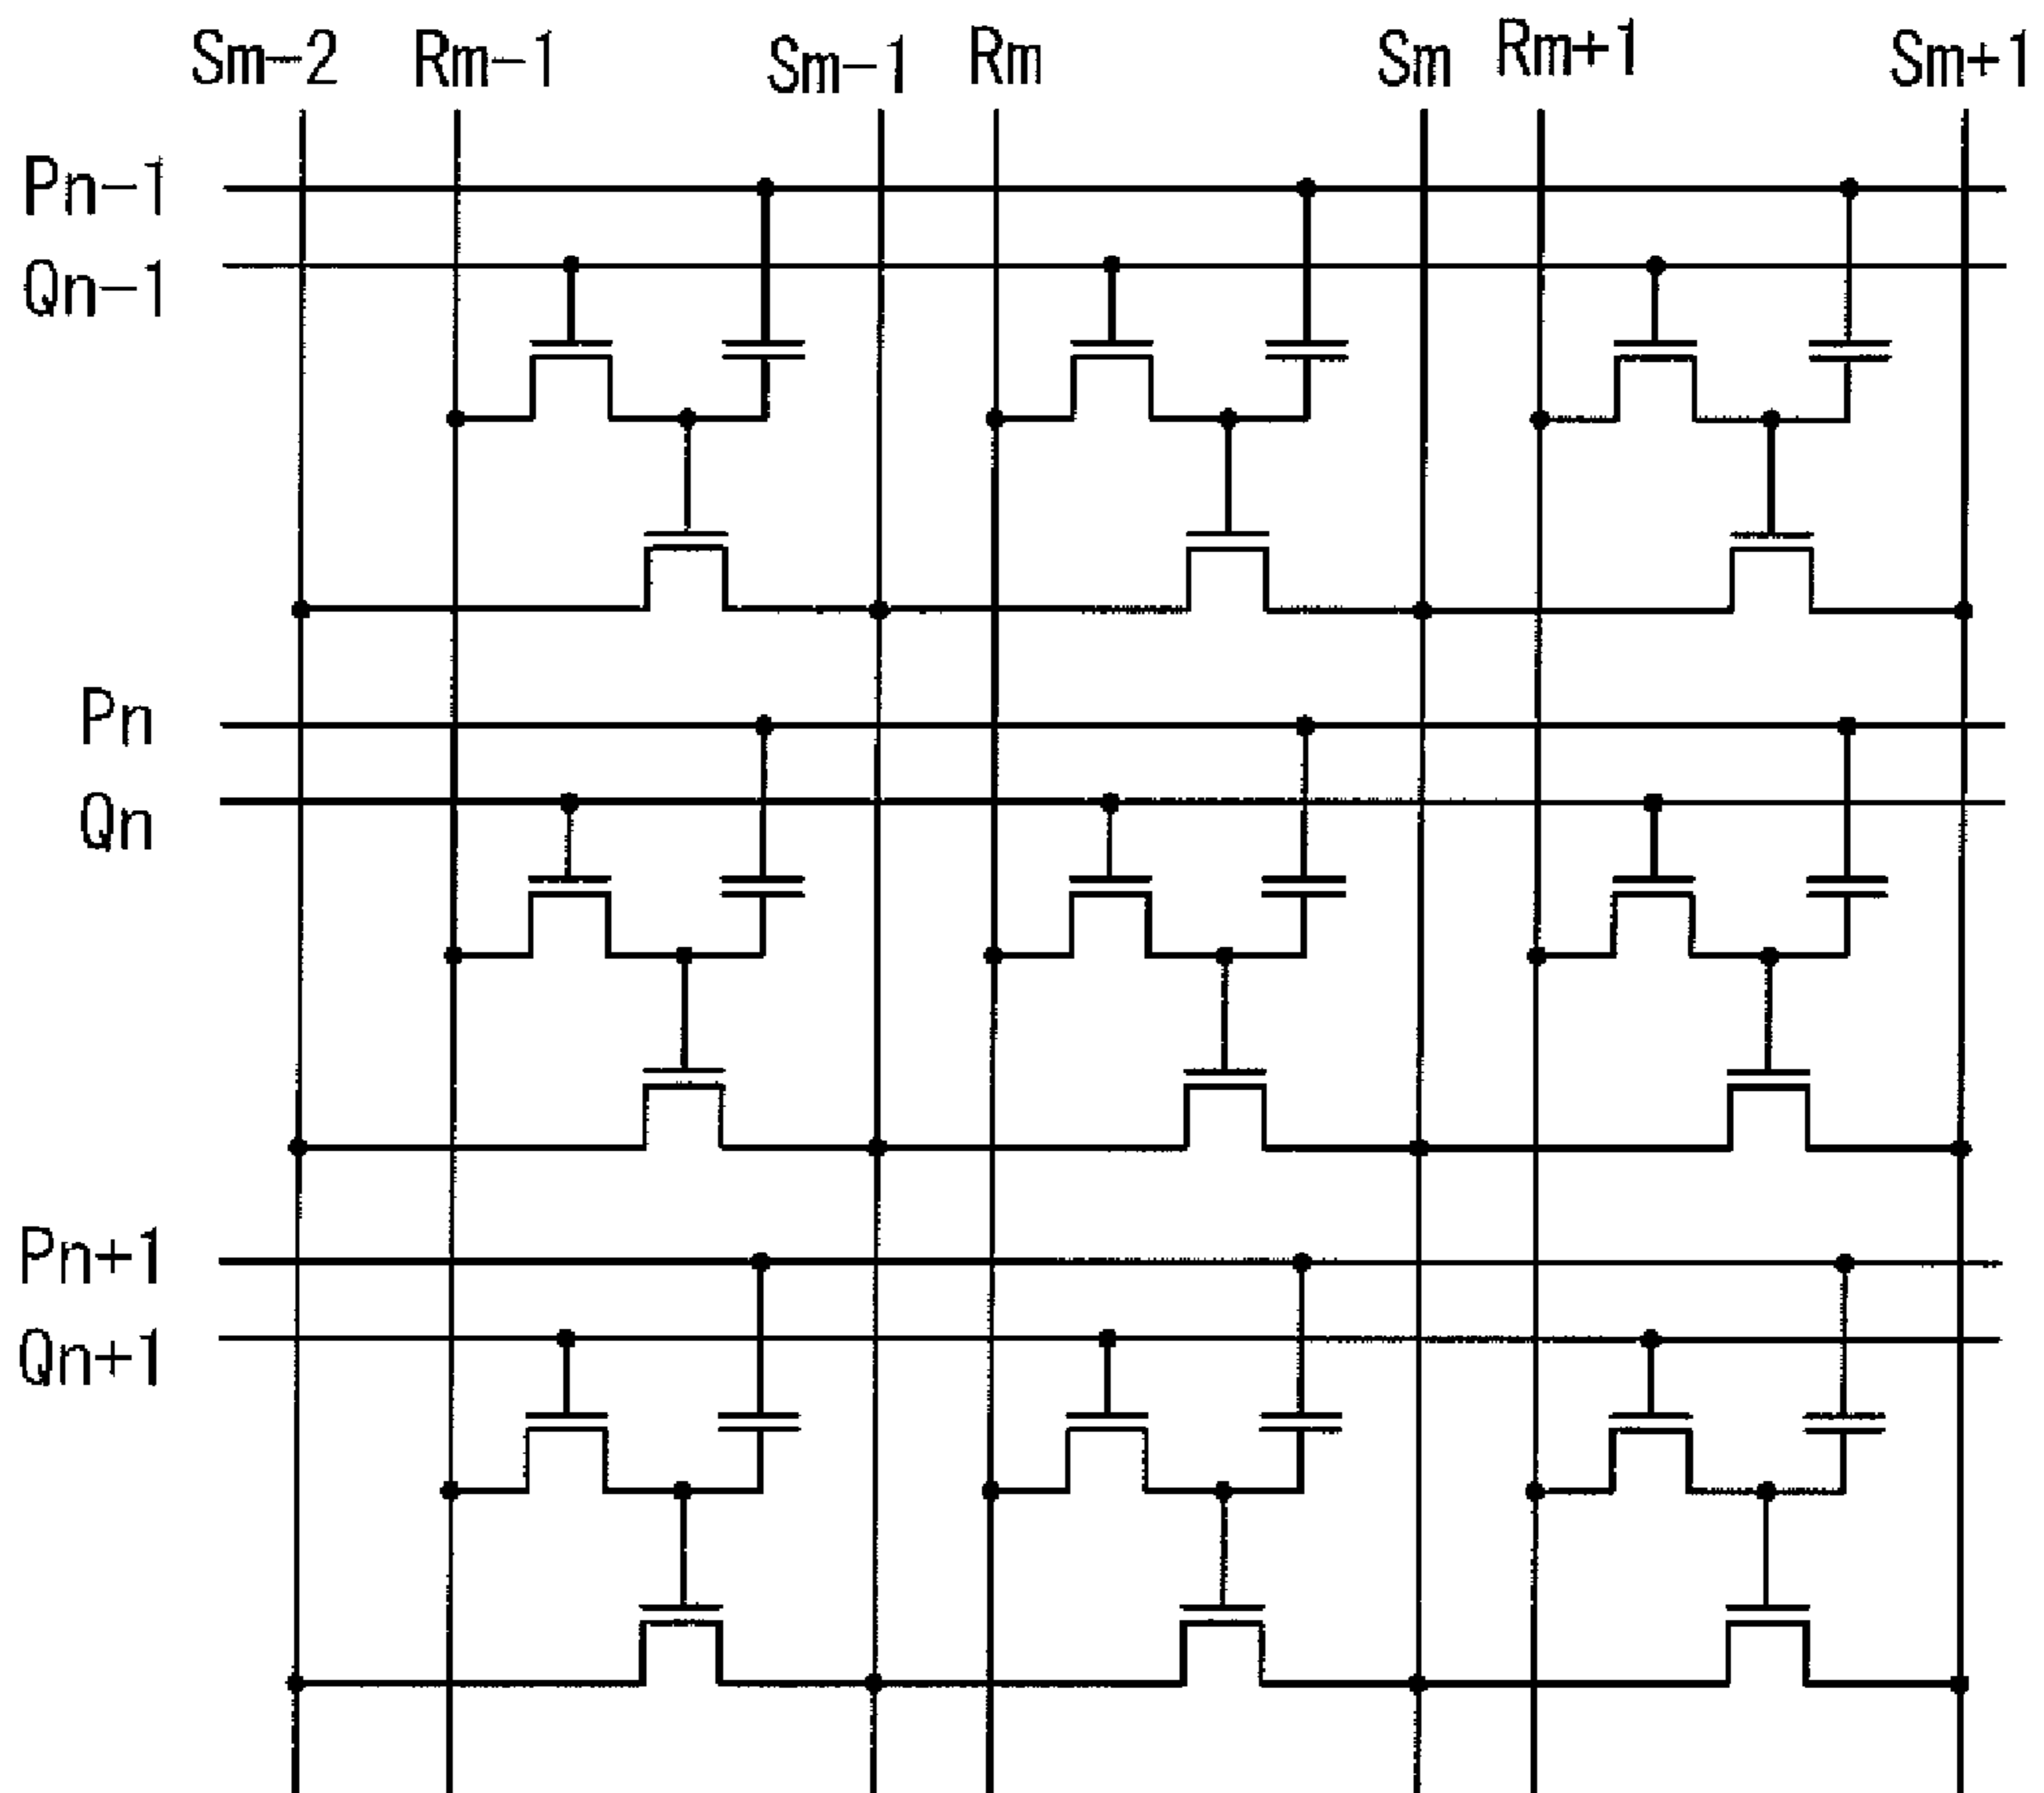 Sm-2 Rm-1 Sm-1 Rm Sm Rm+1 Sm+1
Pn-1
Qn-1
Pn
Qn
Pn+1
Qn+1